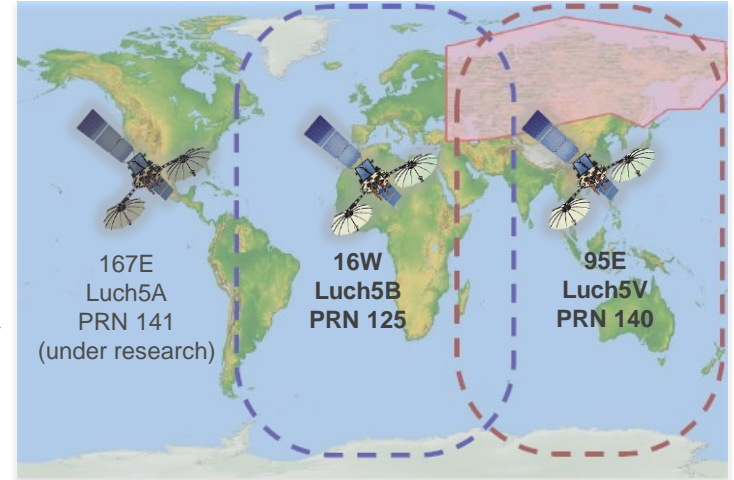 167E
Luch5A
PRN 141
(under research)
16W
Luch5B
PRN 125
95E
Luch5V
PRN 140